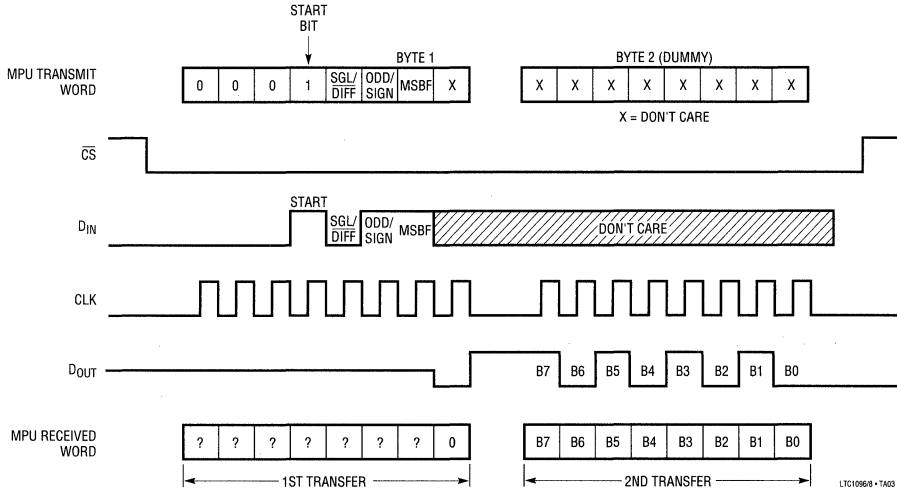 START
BIT
BYTE 1
BYTE 2 (DUMMY)
MPU TRANSMIT
WORD
0 0 0 1 SGL/DIFF ODD/SIGN MSBF X
X X X X X X X X
X = DON'T CARE
CS
START
DIN
SGL/DIFF ODD/SIGN MSBF DON'T CARE
CLK
DOUT
B7 B6 B5 B4 B3 B2 B1 B0
MPU RECEIVED
WORD
? ? ? ? ? ? ? 0
B7 B6 B5 B4 B3 B2 B1 B0
1ST TRANSFER
2ND TRANSFER
LTC1096/8 • TA03